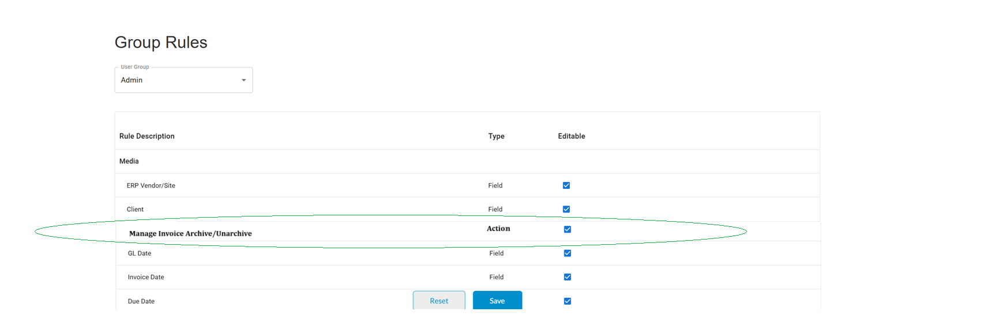 Group Rules
User Group
Admin
Rule Description Type Editable
Media
ERP Vendor/Site Field
Client Field
Manage Invoice Archive/Unarchive Action
GL Date Field
Invoice Date Field
Due Date Reset Save